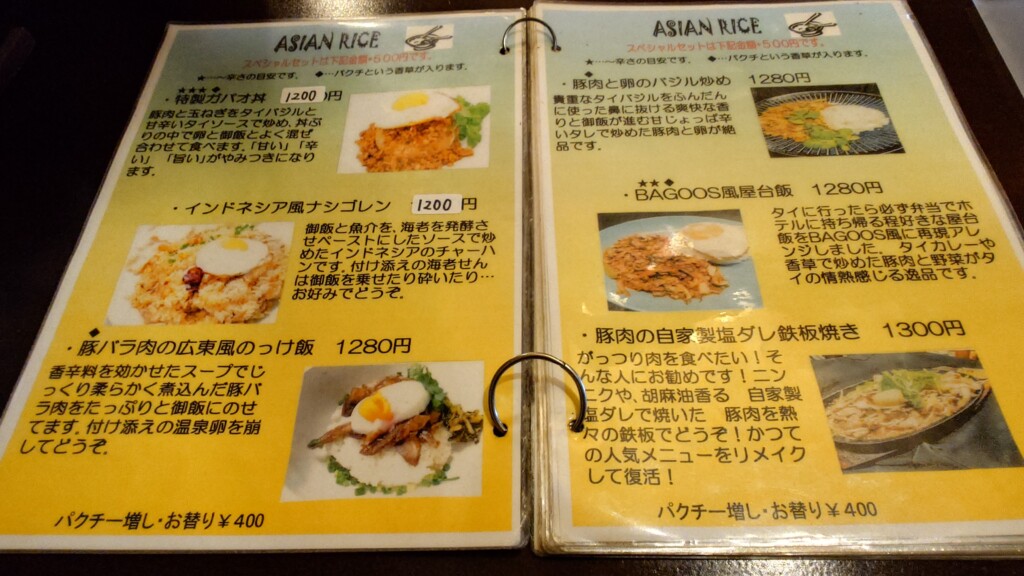 ASIAN RICE
スペシャルセットは下記金額+500円です。
★…~辛さの目安です。 ◆…パクチという香草が入ります。
★★★◆
・特製ガパオ丼 1200円
豚肉と玉ねぎをタイバジルと
甘辛いタイソースで炒め、丼ぶ
りの中で卵と御飯とよく混ぜ
合わせて食べます。「甘い」「辛
い」「旨い」がやみつきになり
ます。
・インドネシア風ナシゴレン 1200円
御飯と魚介を、海老を発酵さ
せペーストにしたソースで炒
めたインドネシアのチャーハ
ンです。付け添えの海老せん
は御飯を乗せたり砕いたり…
お好みでどうぞ。
◆
・豚バラ肉の広東風のっけ飯 1280円
香辛料を効かせたスープでじ
っくり柔らかく煮込んだ豚バ
ラ肉をたっぷりと御飯にのせ
てます。付け添えの温泉卵を崩
してどうぞ。
パクチー増し・お替り¥400
ASIAN RICE
スペシャルセットは下記金額+500円です。
★…~辛さの目安です。 ◆…パクチという香草が入ります。
◆
・豚肉と卵のバジル炒め 1280円
貴重なタイバジルをふんだん
に使った鼻に抜ける爽快な香
りと御飯が進む甘じょっぱ辛
いタレで炒めた豚肉と卵が絶
品です。
★★◆
・BAGOOS風屋台飯 1280円
タイに行ったら必ず弁当でホ
テルに持ち帰る程好きな屋台
飯をBAGOOS風に再現アレ
ンジしました。 タイカレーや
香草で炒めた豚肉と野菜がタ
イの情熱感じる逸品です。
◆
・豚肉の自家製塩ダレ鉄板焼き 1300円
がっつり肉を食べたい!そ
んな人にお勧めです!ニン
ニクや、胡麻油香る 自家製
塩ダレで焼いた 豚肉を熱
々の鉄板でどうぞ!かつて
の人気メニューをリメイク
して復活!
パクチー増し・お替り¥400